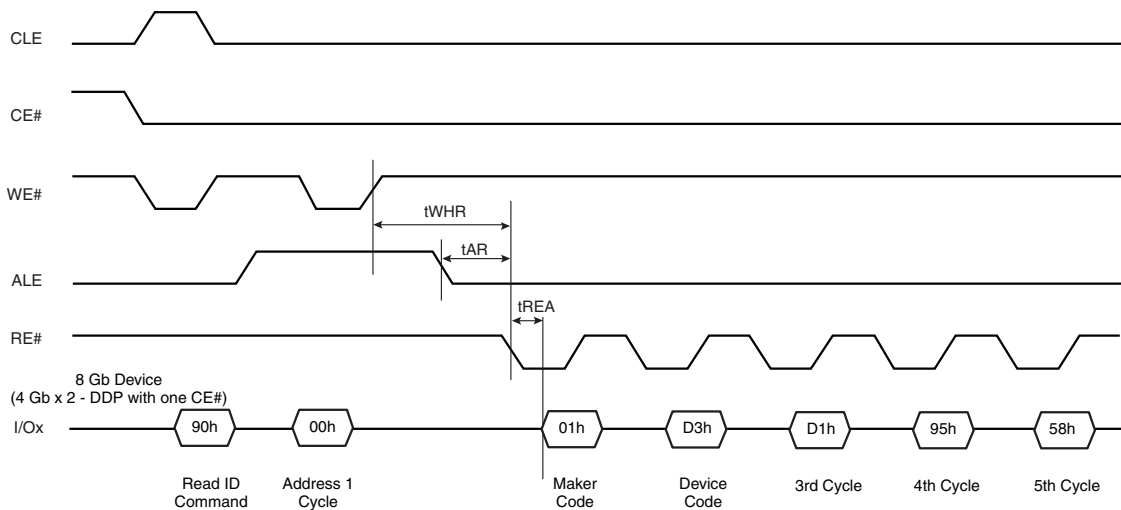 CLE
CE#
WE#
tWHR
tAR
ALE
tREA
RE#
8 Gb Device
(4 Gb x 2 - DDP with one CE#)
I/Ox
90h
00h
01h
D3h
D1h
95h
58h
Read ID
Command
Address 1
Cycle
Maker
Code
Device
Code
3rd Cycle
4th Cycle
5th Cycle